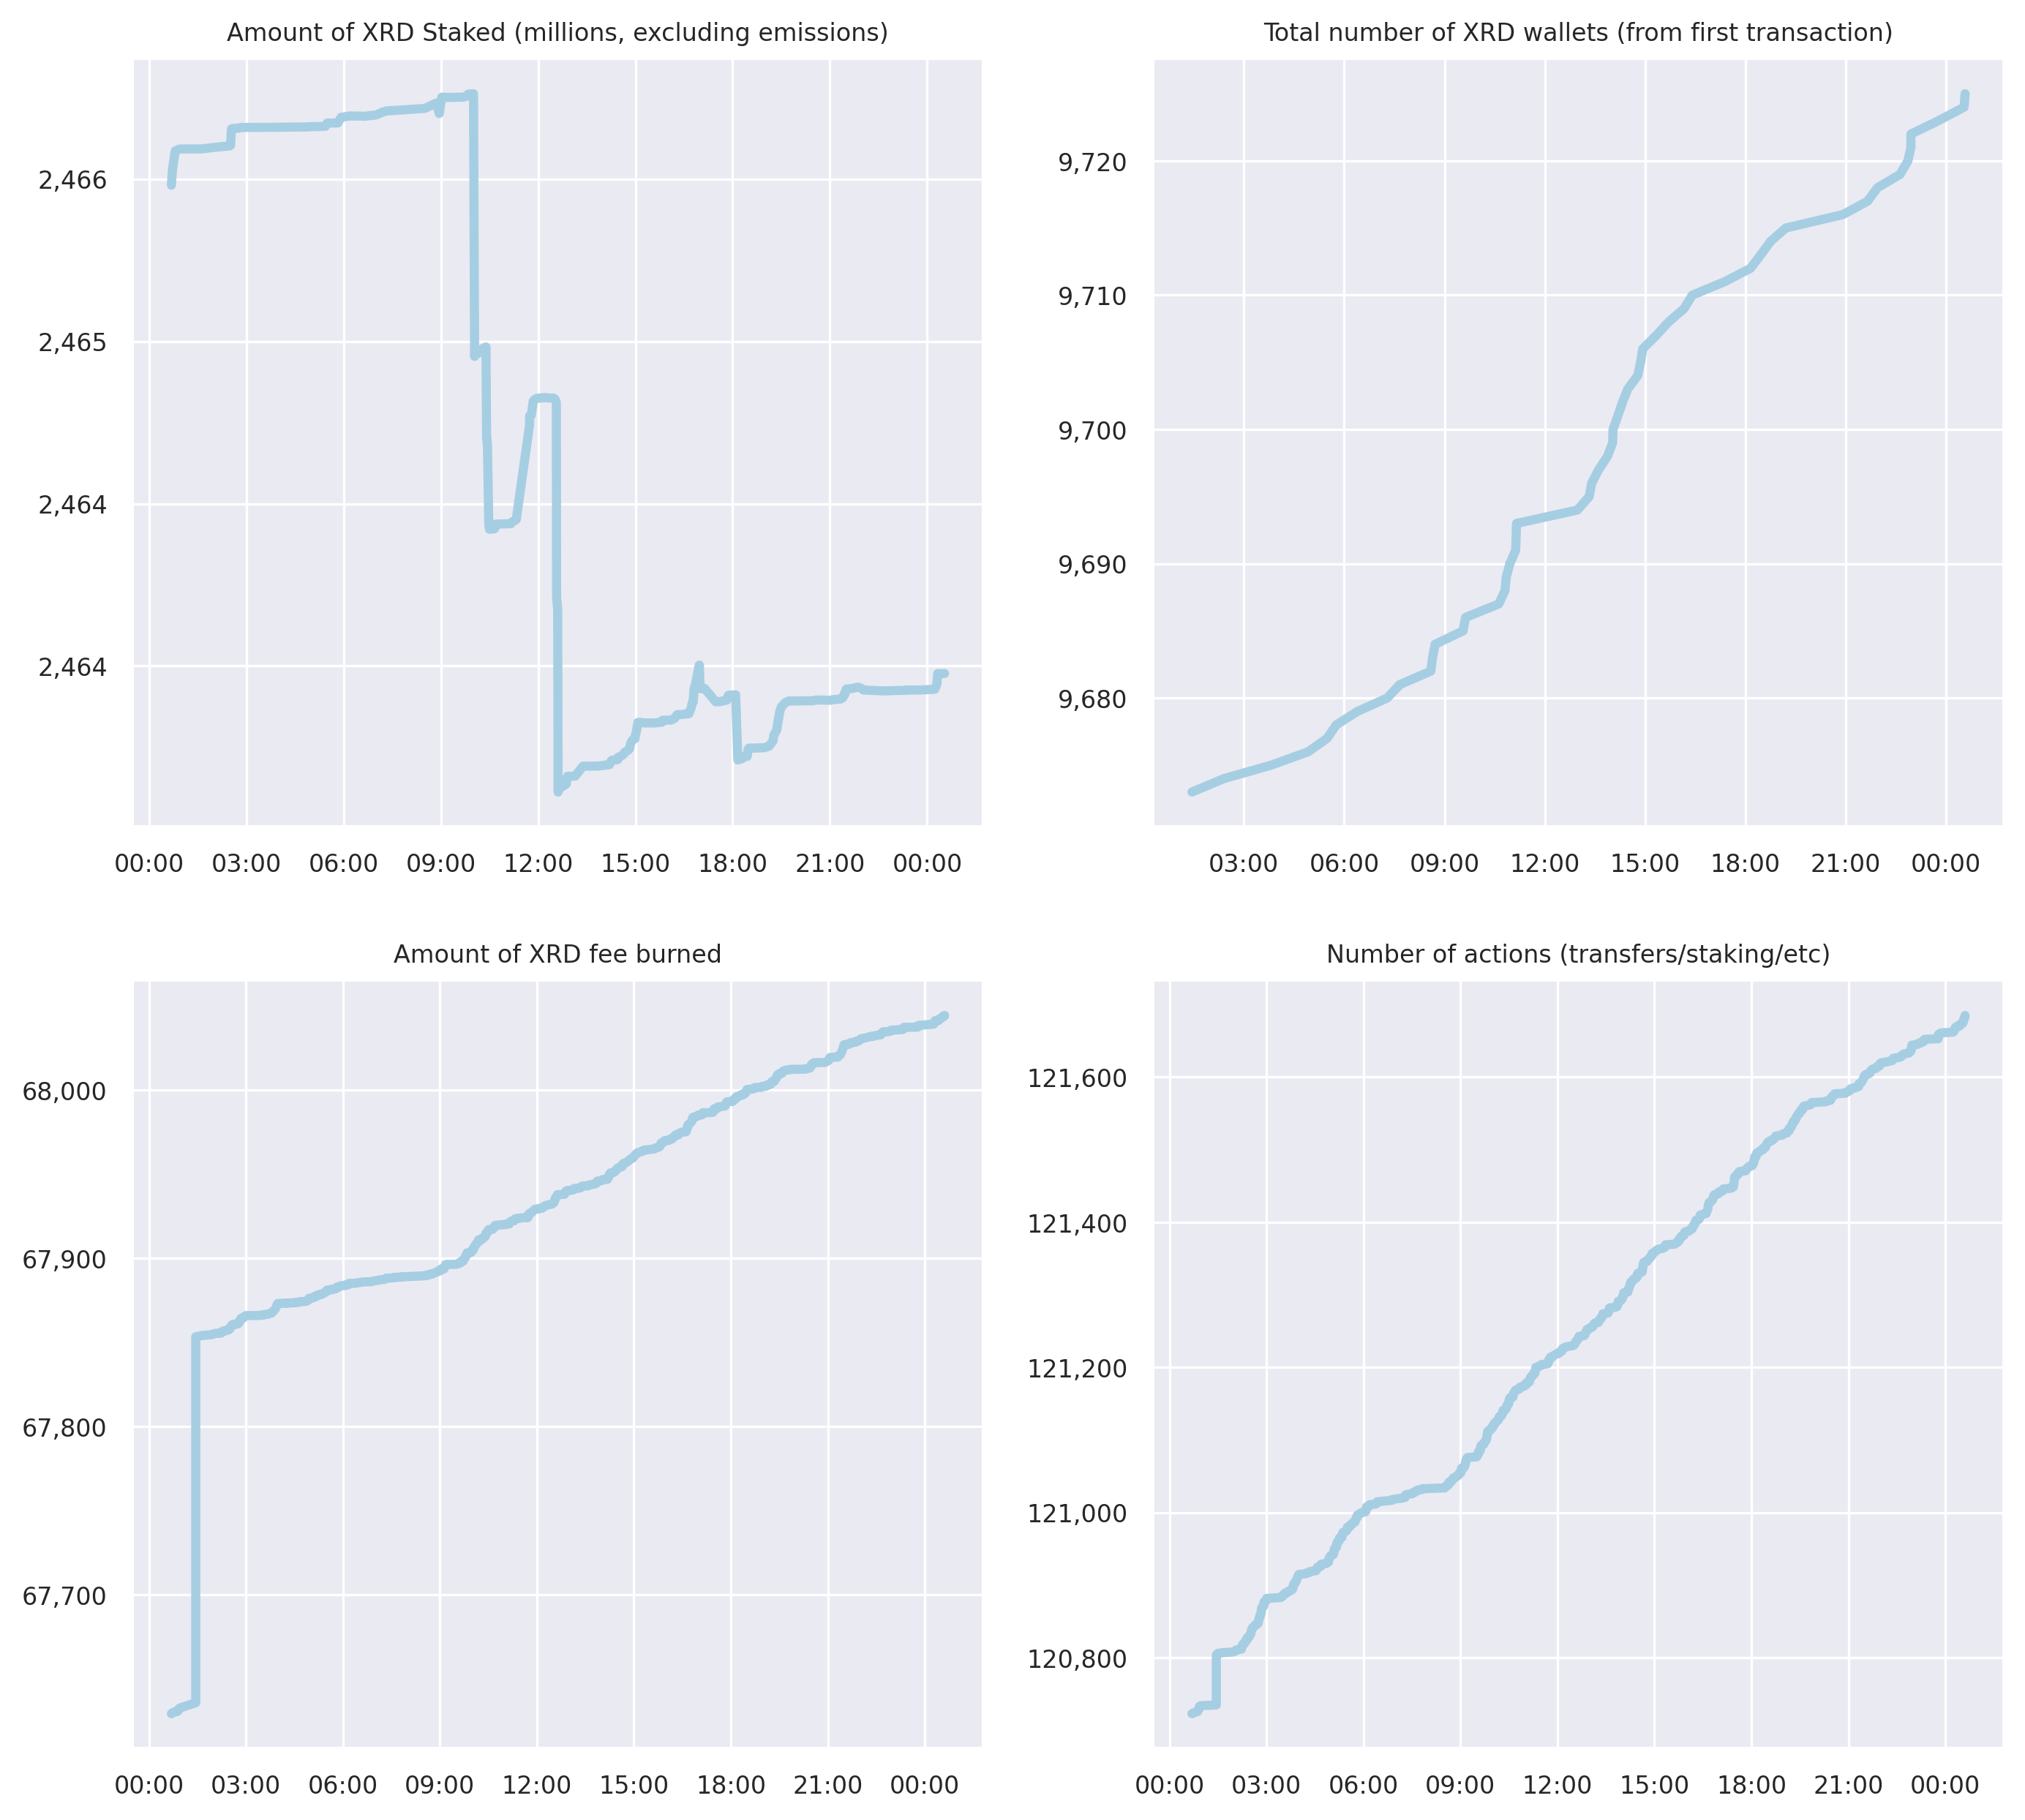 Amount of XRD Staked (millions, excluding emissions)
2,466
2,465
2,464
2,464
00:00 03:00 06:00 09:00 12:00 15:00 18:00 21:00 00:00
Total number of XRD wallets (from first transaction)
9,720
9,710
9,700
9,690
9,680
03:00 06:00 09:00 12:00 15:00 18:00 21:00 00:00
Amount of XRD fee burned
68,000
67,900
67,800
67,700
00:00 03:00 06:00 09:00 12:00 15:00 18:00 21:00 00:00
Number of actions (transfers/staking/etc)
121,600
121,400
121,200
121,000
120,800
00:00 03:00 06:00 09:00 12:00 15:00 18:00 21:00 00:00